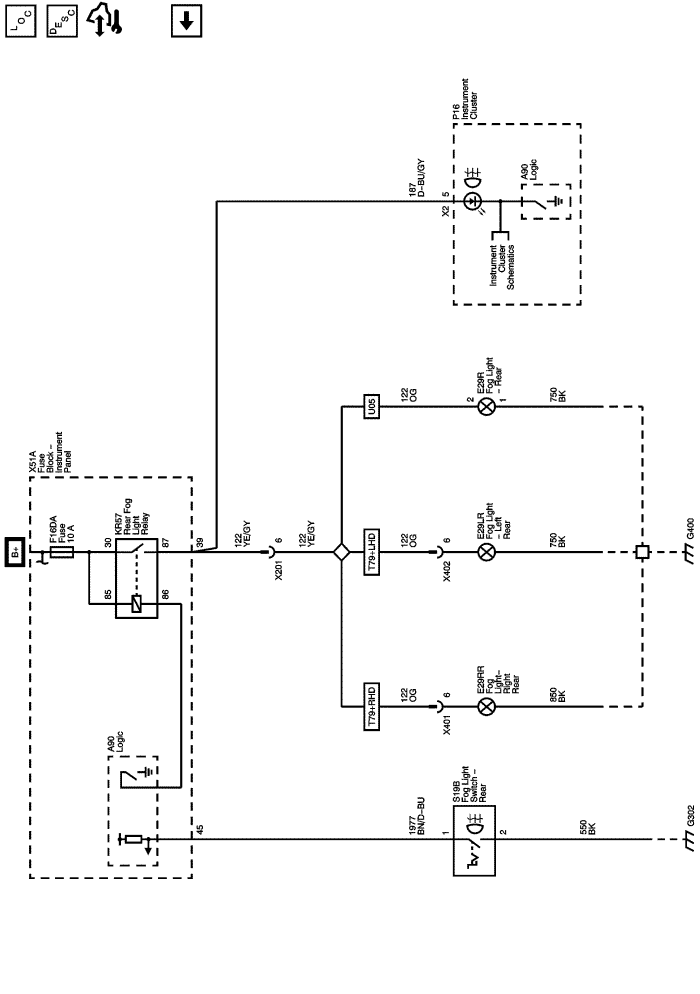 LOC
DESC
P16
Instrument
Cluster
187
D-BU/GY
X2
5
A90
Logic
Instrument
Cluster
Schematics
X51A
Fuse
Block –
Instrument
Panel
B+
F16DA
Fuse
10 A
30
KR57
Rear Fog
Light
Relay
87
85
86
39
122
YE/GY
X201
6
122
YE/GY
U05
122
OG
2
E29R
Fog Light
– Rear
1
750
BK
T79+LHD
122
OG
X402
6
E29LR
Fog Light
– Left
Rear
750
BK
G400
T79+RHD
122
OG
X401
6
E29RR
Fog
Light–
Right
Rear
850
BK
A90
Logic
45
1977
BN/D-BU
1
S19B
Fog Light
Switch –
Rear
2
550
BK
G302